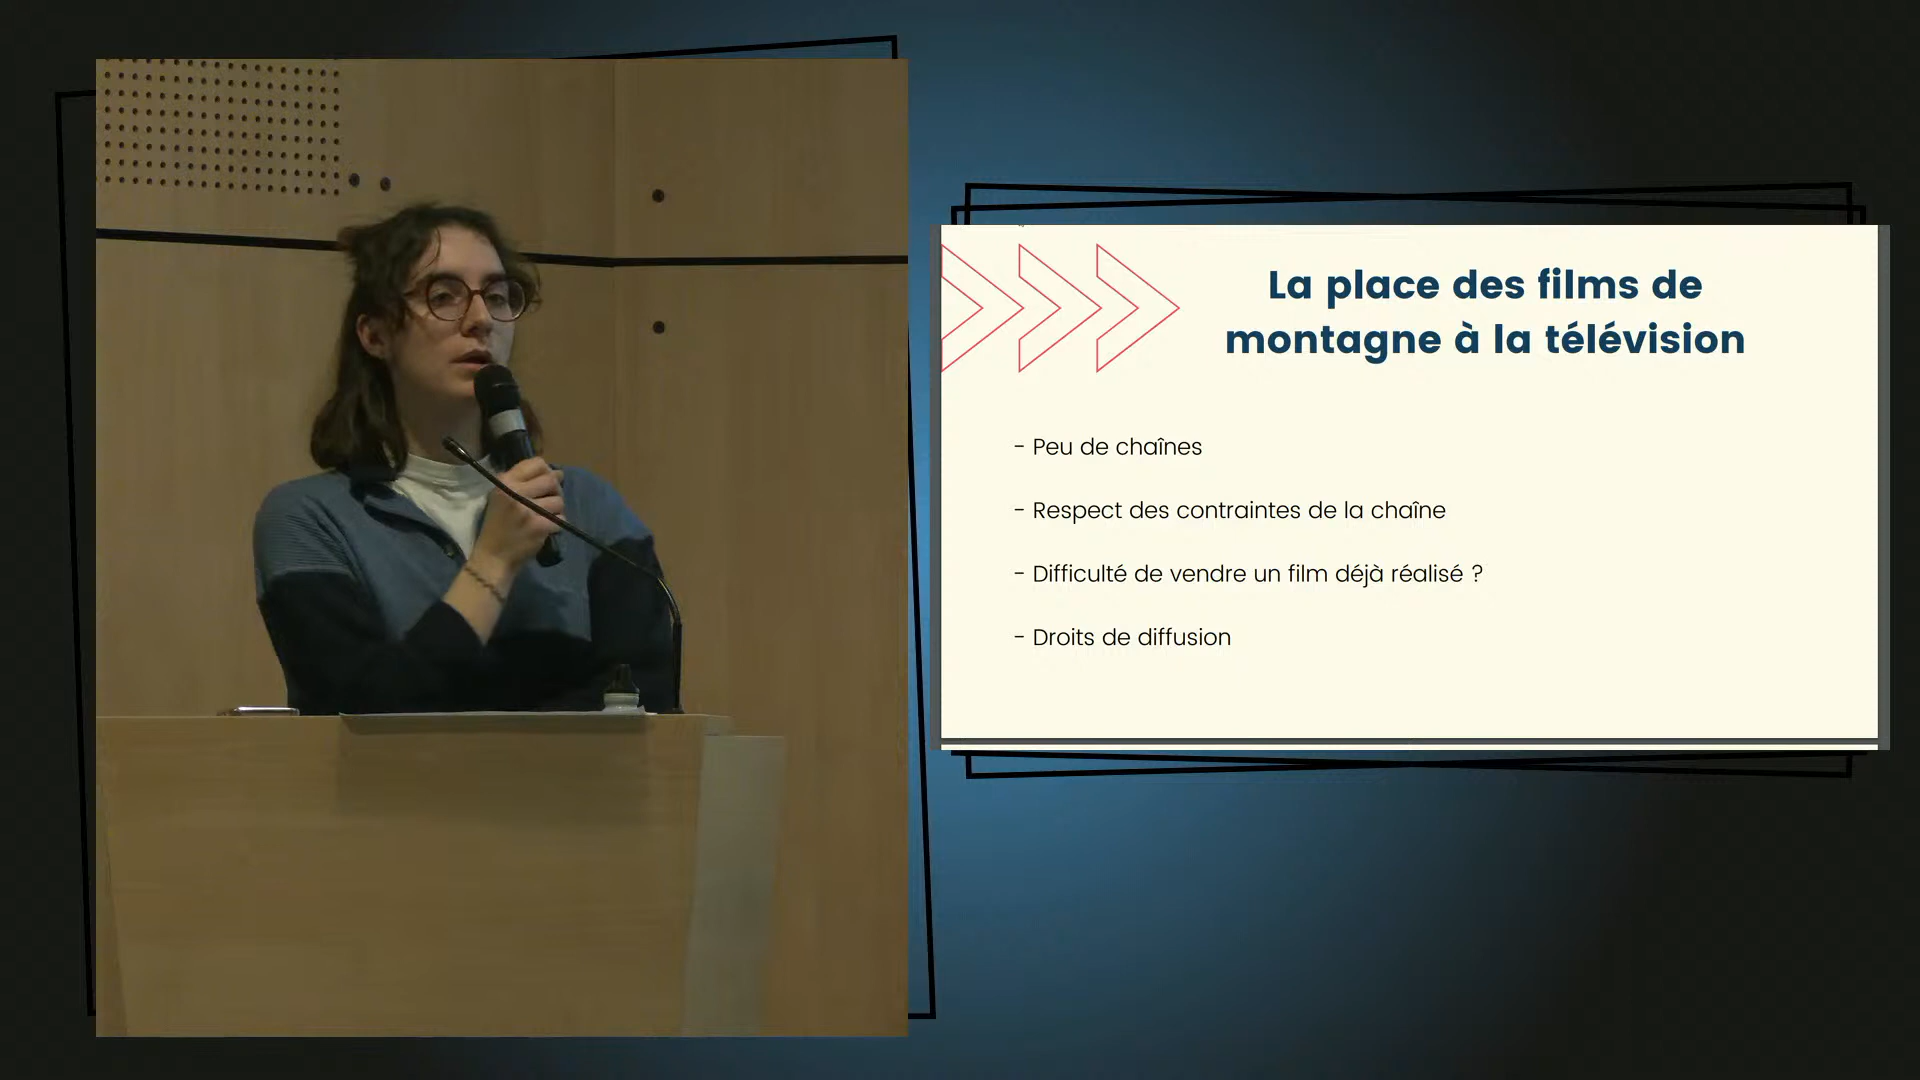 La place des films de
montagne à la télévision
- Peu de chaînes
- Respect des contraintes de la chaîne
- Difficulté de vendre un film déjà réalisé ?
- Droits de diffusion